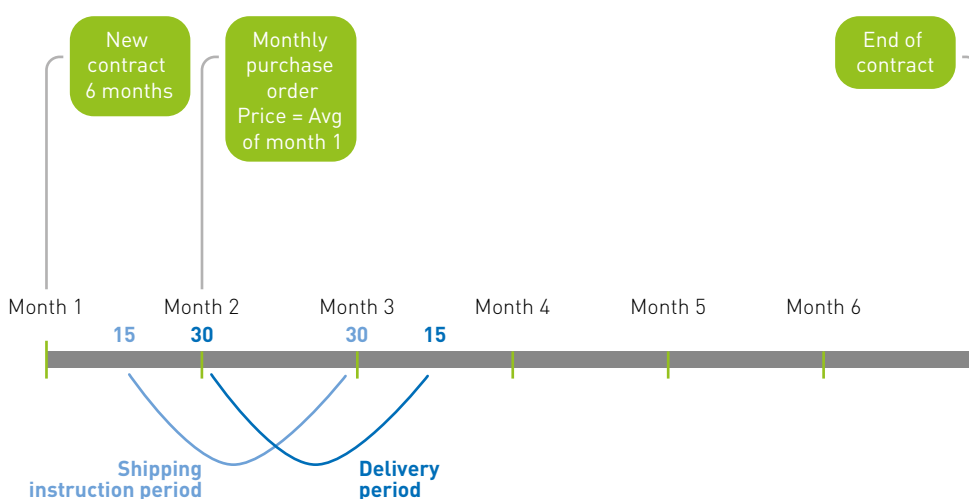 New
contract
6 months
Monthly
purchase
order
Price = Avg
of month 1
End of
contract
Month 1
Month 2
Month 3
Month 4
Month 5
Month 6
15
30
30
15
Shipping
instruction period
Delivery
period